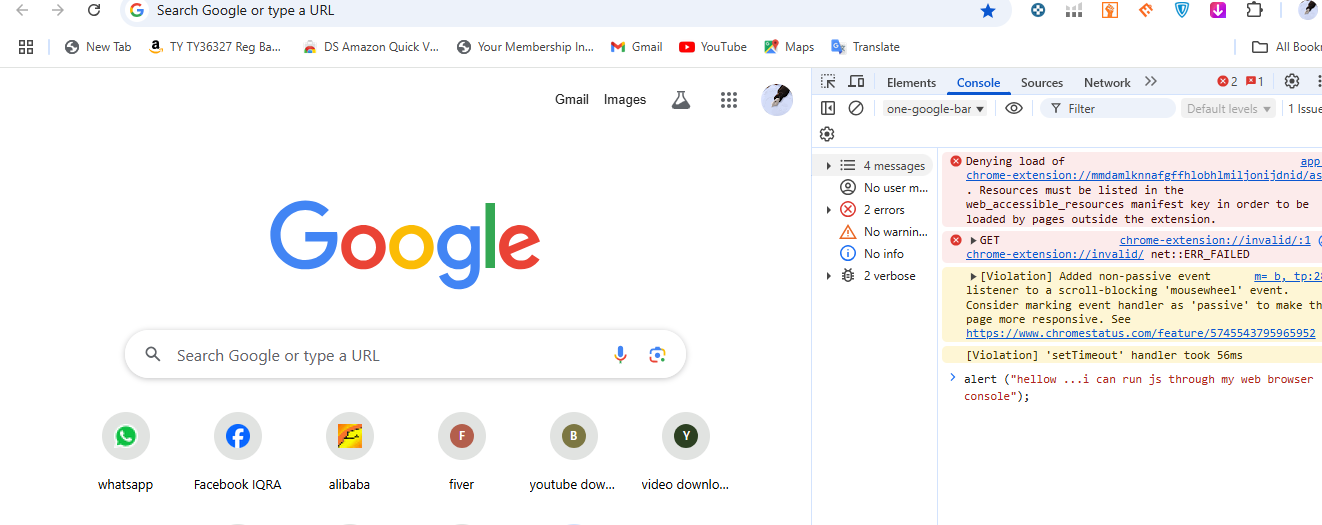 Search Google or type a URL
New Tab
TY TY36327 Reg Ba...
DS Amazon Quick V...
Your Membership In...
Gmail
YouTube
Maps
Translate
All Bookr
Gmail
Images
Google
Search Google or type a URL
whatsapp
Facebook IQRA
alibaba
F
fiver
B
youtube dow...
Y
video downlo...
Elements
Console
Sources
Network
2
1
one-google-bar
Filter
Default levels
1 Issue
4 messages
No user m...
2 errors
No warnin...
No info
2 verbose
Denying load of app
chrome-extension://mmdamlknnafgffhlobhlmiljonijdnid/as
. Resources must be listed in the
web_accessible_resources manifest key in order to be
loaded by pages outside the extension.
GET chrome-extension://invalid/:1
chrome-extension://invalid/ net::ERR_FAILED
[Violation] Added non-passive event m=_b,_tp:28
listener to a scroll-blocking 'mousewheel' event.
Consider marking event handler as 'passive' to make th
page more responsive. See
https://www.chromestatus.com/feature/5745543795965952
[Violation] 'setTimeout' handler took 56ms
alert ("hellow ...i can run js through my web browser
console");